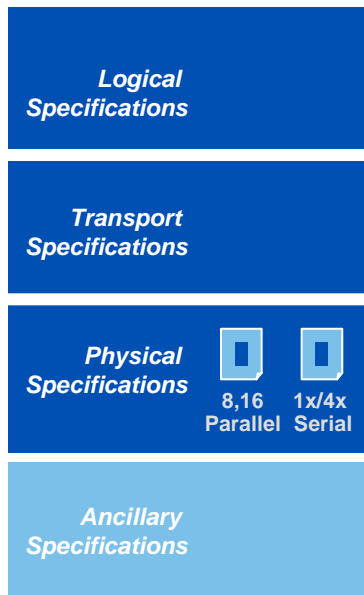 Logical
Specifications
Transport
Specifications
Physical
Specifications
8,16 1x/4x
Parallel Serial
Ancillary
Specifications